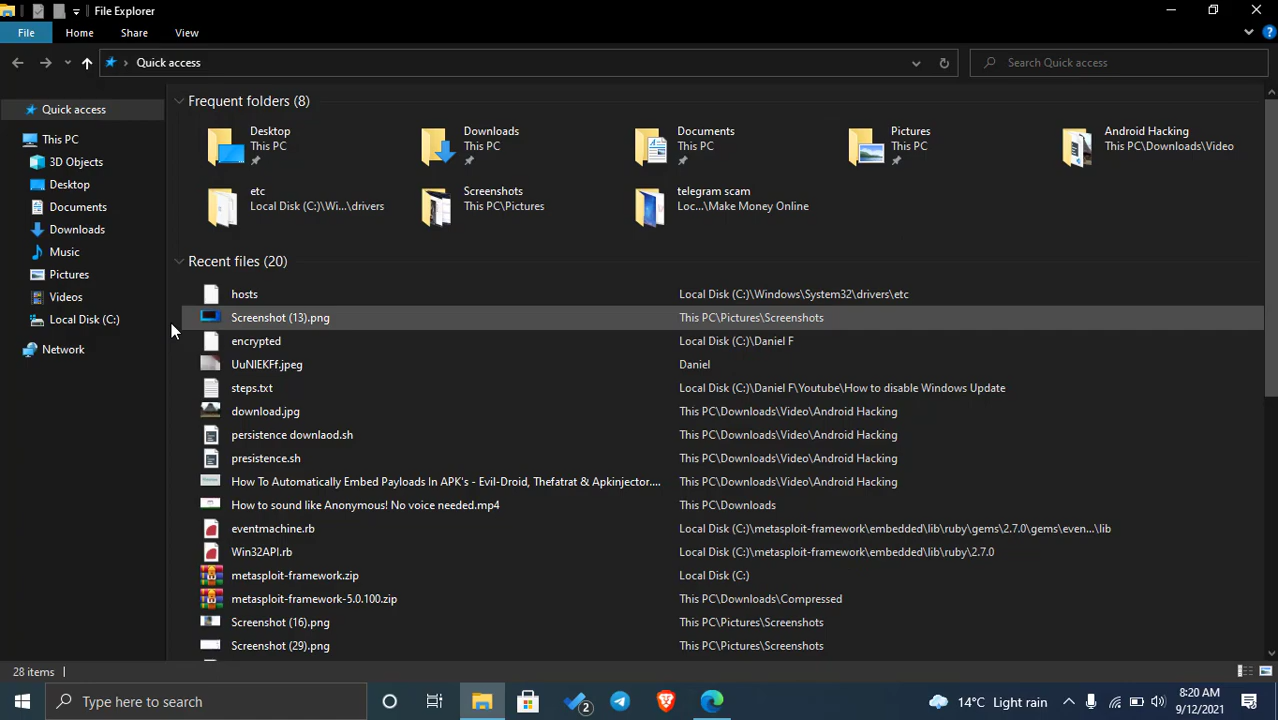 File Explorer
File Home Share View
Quick access
Search Quick access
Quick access
This PC
3D Objects
Desktop
Documents
Downloads
Music
Pictures
Videos
Local Disk (C:)
Network
Frequent folders (8)
Desktop
This PC
Downloads
This PC
Documents
This PC
Pictures
This PC
Android Hacking
This PC\Downloads\Video
etc
Local Disk (C:)\Wi...\drivers
Screenshots
This PC\Pictures
telegram scam
Loc...\Make Money Online
Recent files (20)
hosts Local Disk (C:)\Windows\System32\drivers\etc
Screenshot (13).png This PC\Pictures\Screenshots
encrypted Local Disk (C:)\Daniel F
UuNIEKFf.jpeg Daniel
steps.txt Local Disk (C:)\Daniel F\Youtube\How to disable Windows Update
download.jpg This PC\Downloads\Video\Android Hacking
persistence downlaod.sh This PC\Downloads\Video\Android Hacking
presistence.sh This PC\Downloads\Video\Android Hacking
How To Automatically Embed Payloads In APK's - Evil-Droid, Thefatrat & Apkinjector.... This PC\Downloads\Video\Android Hacking
How to sound like Anonymous! No voice needed.mp4 This PC\Downloads
eventmachine.rb Local Disk (C:)\metasploit-framework\embedded\lib\ruby\gems\2.7.0\gems\even...\lib
Win32API.rb Local Disk (C:)\metasploit-framework\embedded\lib\ruby\2.7.0
metasploit-framework.zip Local Disk (C:)
metasploit-framework-5.0.100.zip This PC\Downloads\Compressed
Screenshot (16).png This PC\Pictures\Screenshots
Screenshot (29).png This PC\Pictures\Screenshots
28 items
Type here to search
2
14°C Light rain
8:20 AM
9/12/2021